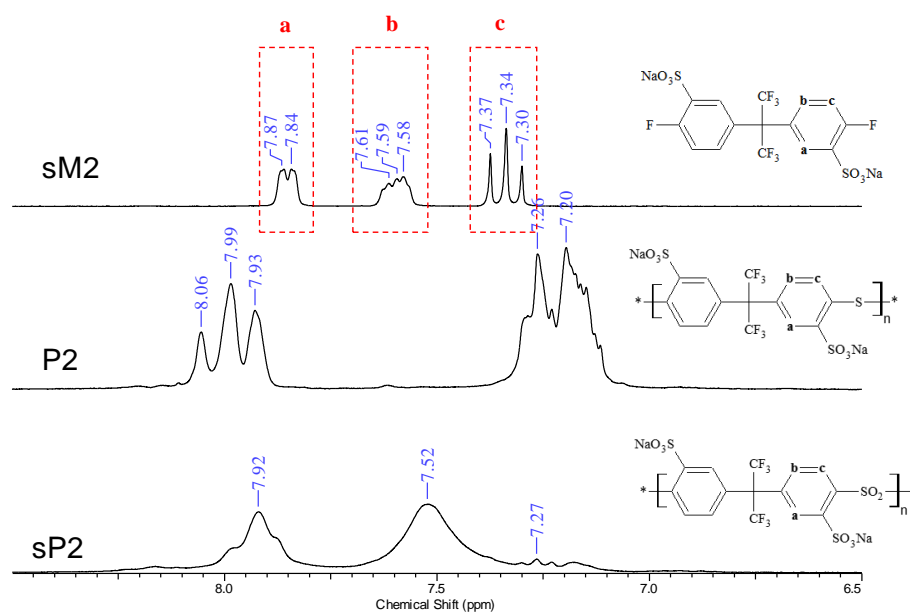 a b c
7.87
7.84
7.61
7.59
7.58
7.37
7.34
7.30
sM2
NaO3S
F
CF3
CF3
b c
a
F
SO3Na
8.06
7.99
7.93
7.26
7.20
P2
NaO3S
*
CF3
CF3
b c
a
S
n
*
SO3Na
7.92
7.52
7.27
sP2
NaO3S
*
CF3
CF3
b c
a
SO2
n
SO3Na
8.0 7.5 7.0 6.5
Chemical Shift (ppm)